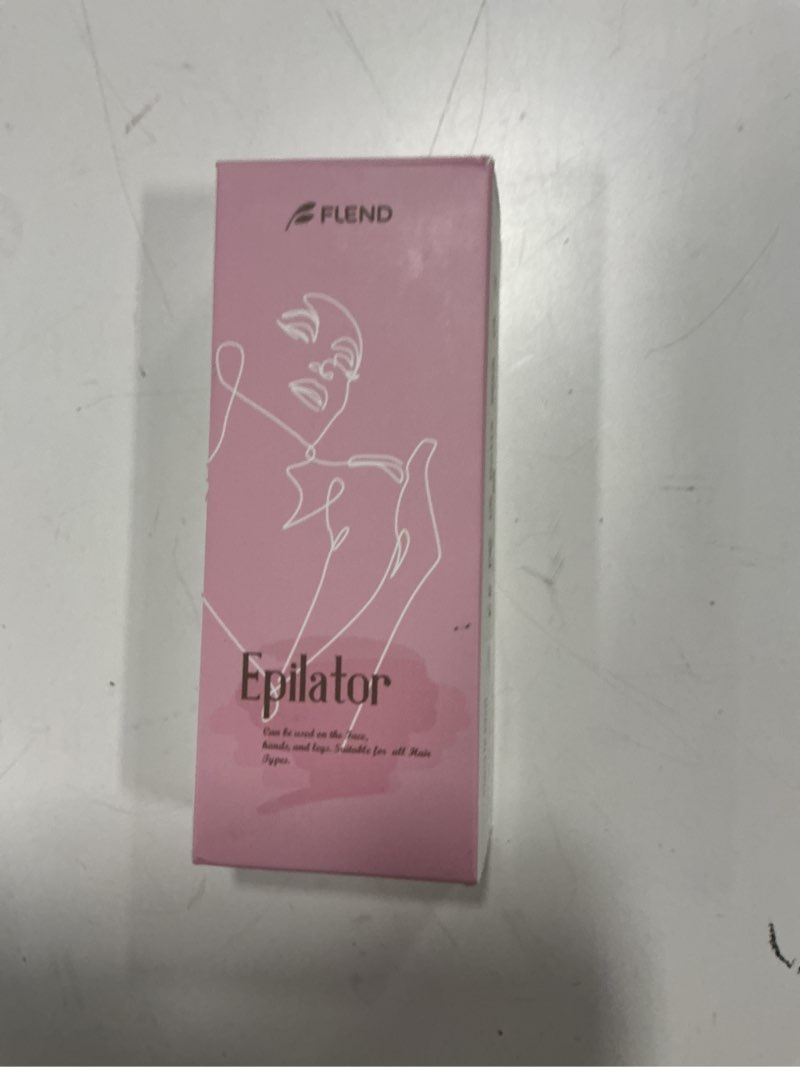 FLEND
Epilator
Can be used on the Face,
hands, and legs. Suitable for all Hair
Types.